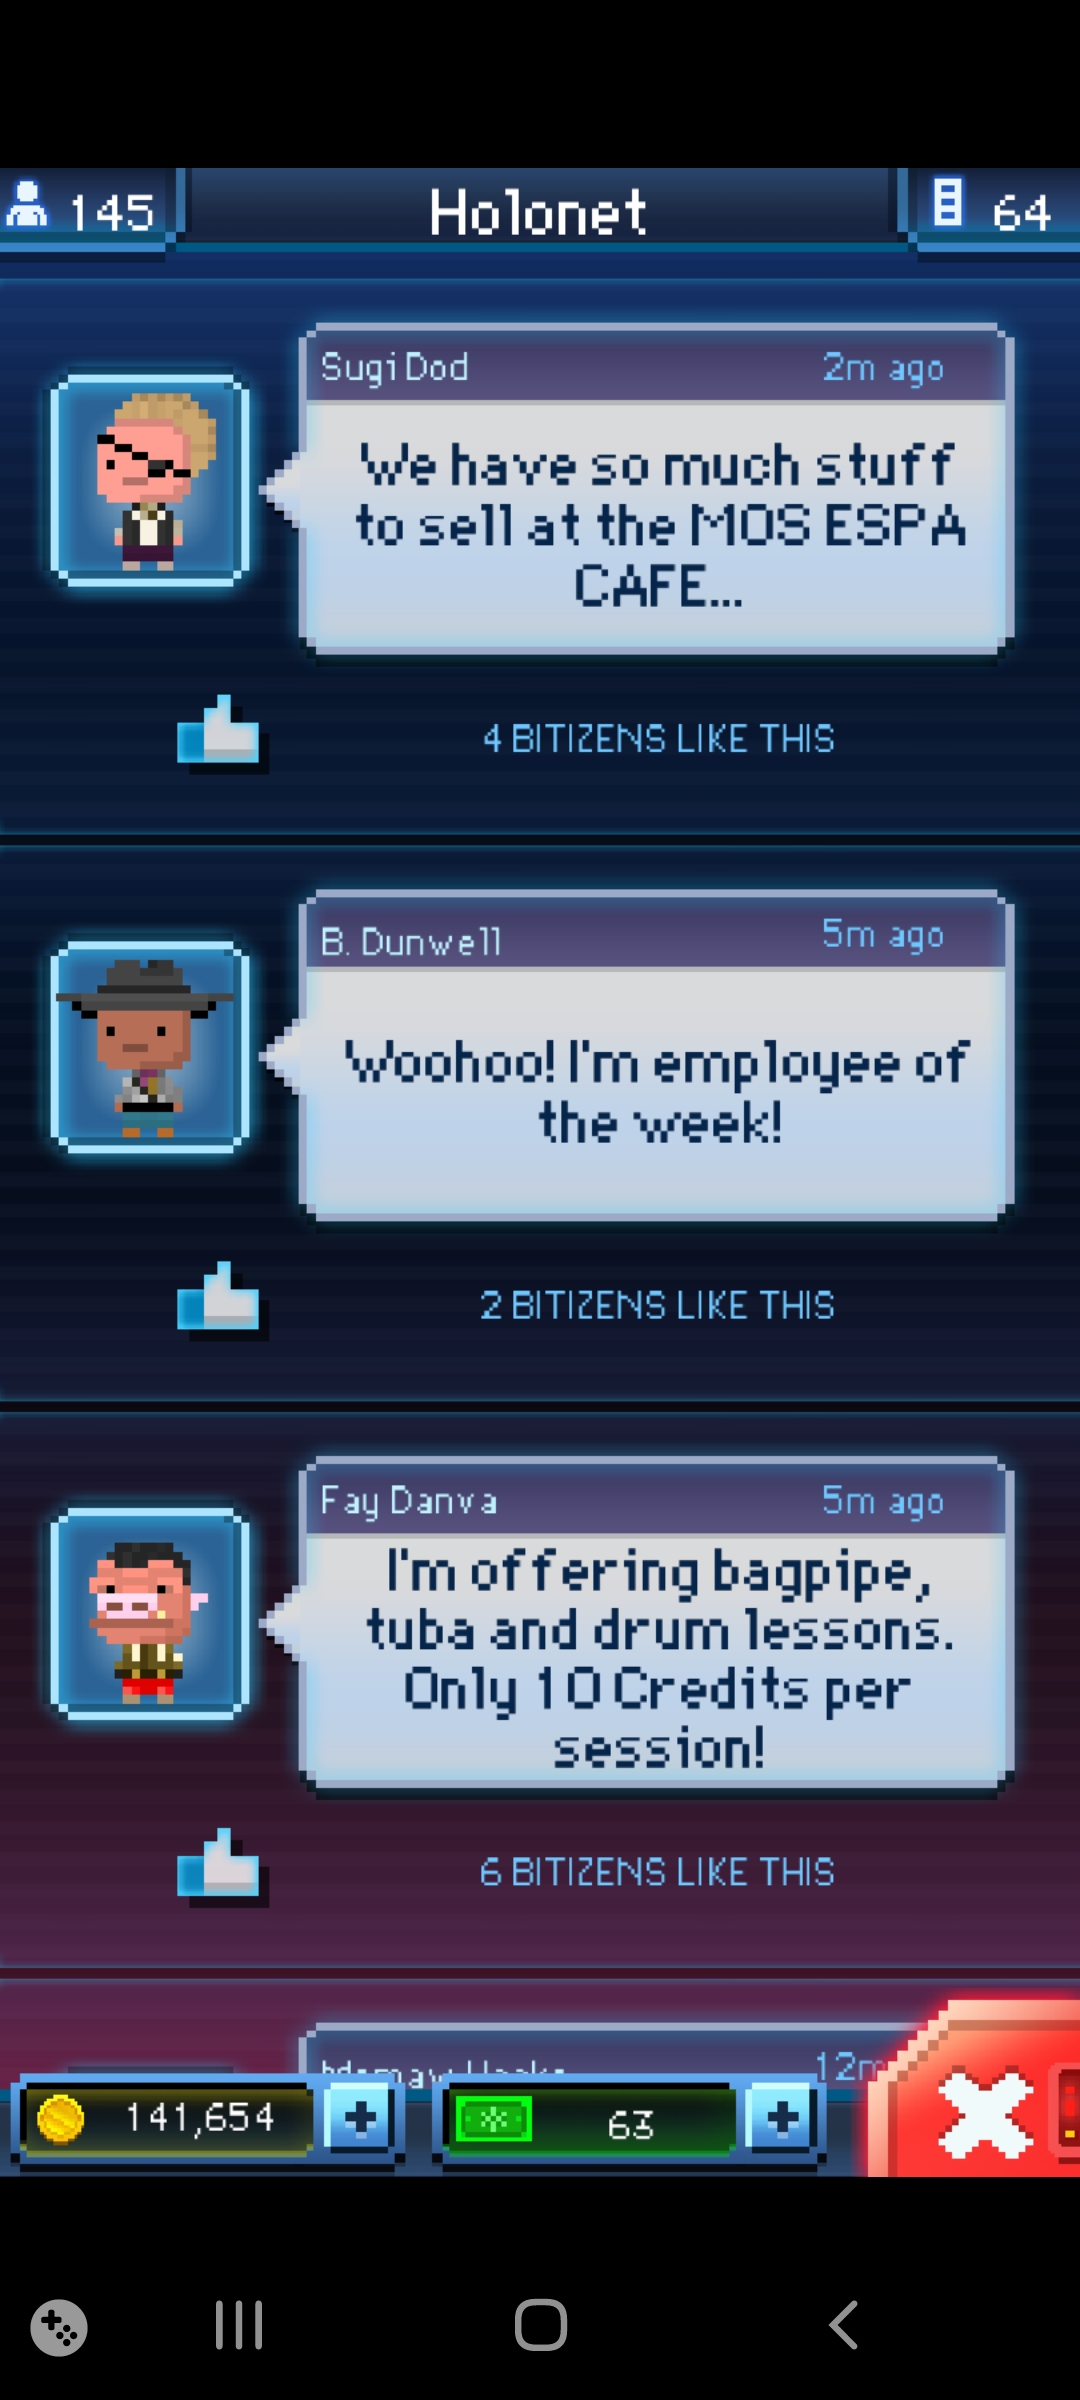 145
Holonet
64
Sugi Dod
2m ago
We have so much stuff
to sell at the MOS ESPA
CAFE...
4 BITIZENS LIKE THIS
B. Dunwell
5m ago
Woohoo! I'm employee of
the week!
2 BITIZENS LIKE THIS
Fay Danva
5m ago
I'm offering bagpipe,
tuba and drum lessons.
Only 10 Credits per
session!
6 BITIZENS LIKE THIS
12m
141,654
63